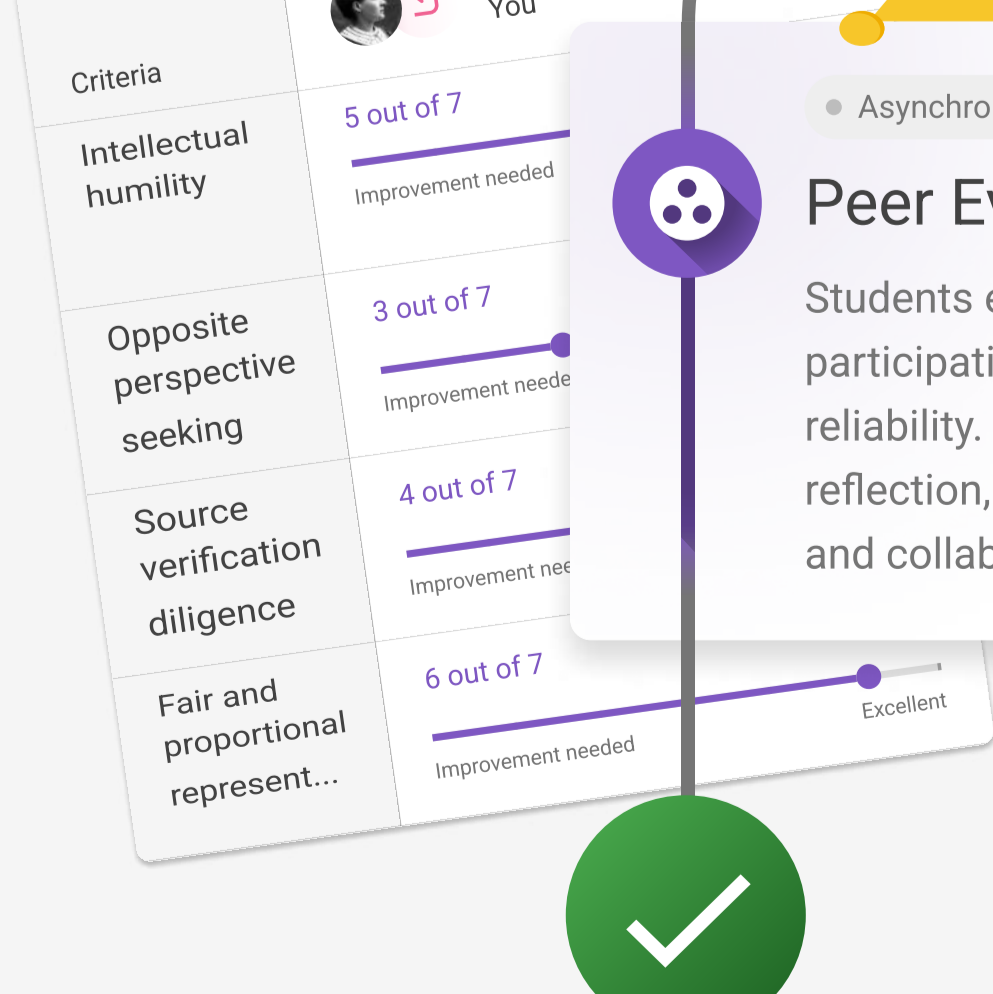 You
Criteria
Intellectual
humility
5 out of 7
Improvement needed
Opposite
perspective
seeking
3 out of 7
Improvement neede
Source
verification
diligence
4 out of 7
Improvement nee
Fair and
proportional
represent...
6 out of 7
Improvement needed
Excellent
Asynchro
Peer Ev
Students e
participati
reliability.
reflection,
and collab